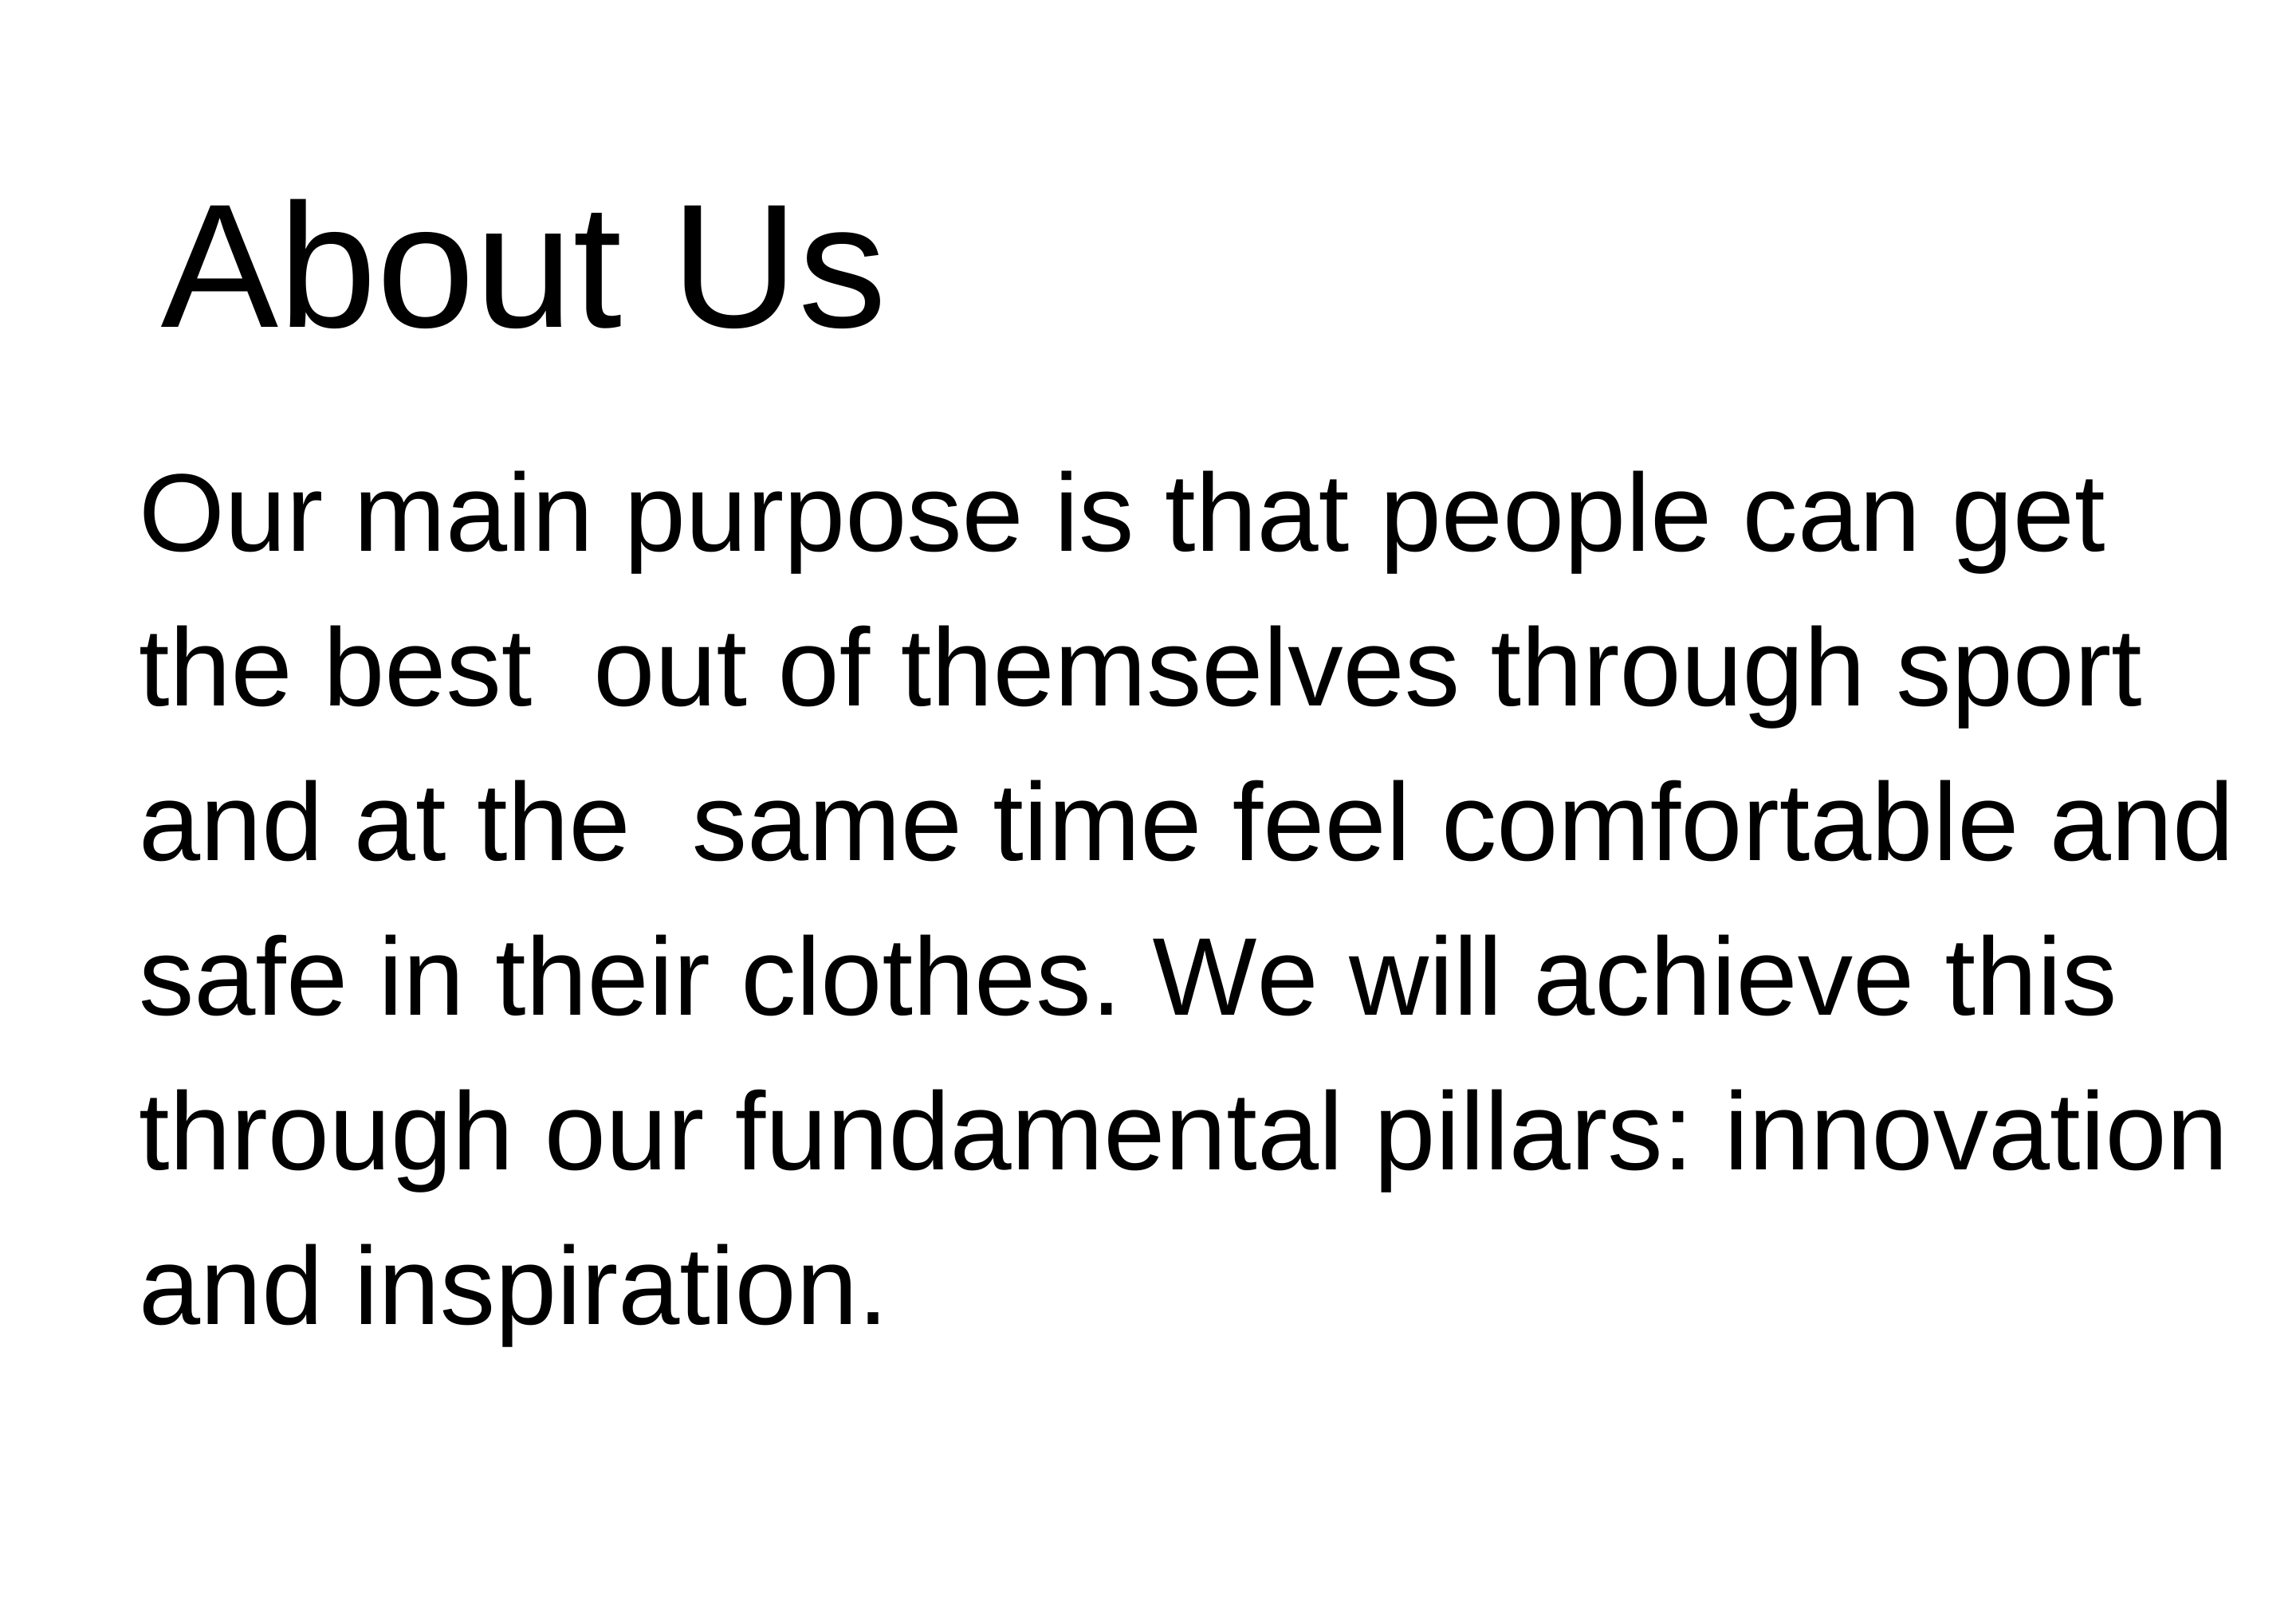 About Us
Our main purpose is that people can get
the best  out of themselves through sport
and at the  same time feel comfortable and
safe in their clothes. We will achieve this
through our fundamental pillars: innovation
and inspiration.